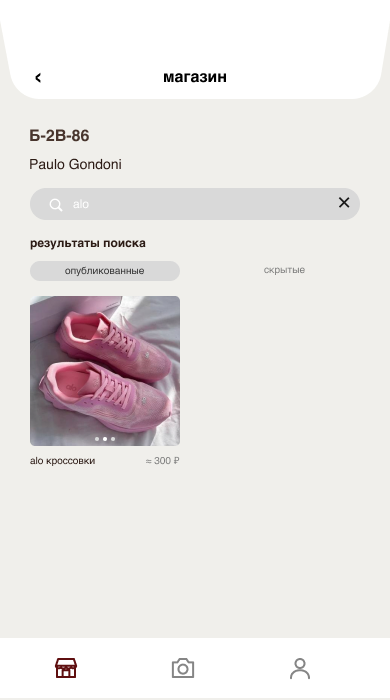 магазин
Б-2В-86
Paulo Gondoni
alo
результаты поиска
опубликованные
скрытые
alo кроссовки
≈ 300 ₽